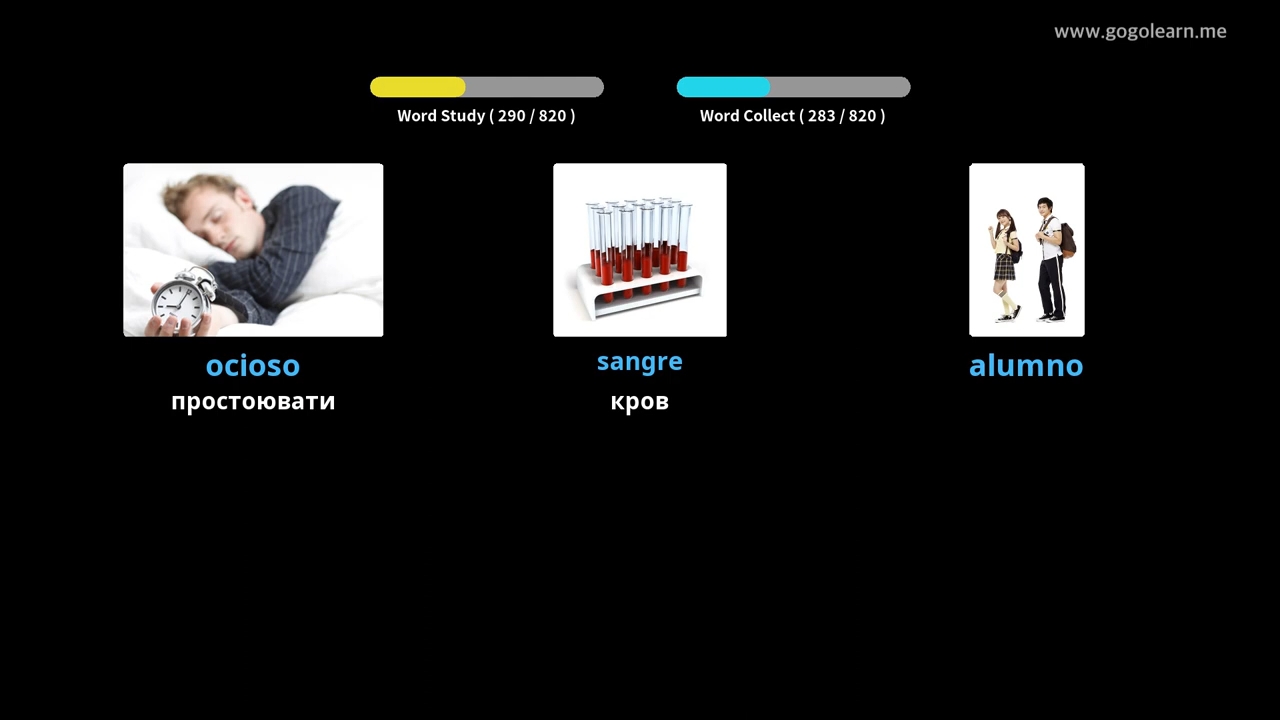 www.gogolearn.me
Word Study ( 290 / 820 )
Word Collect ( 283 / 820 )
ocioso
простоювати
sangre
кров
alumno